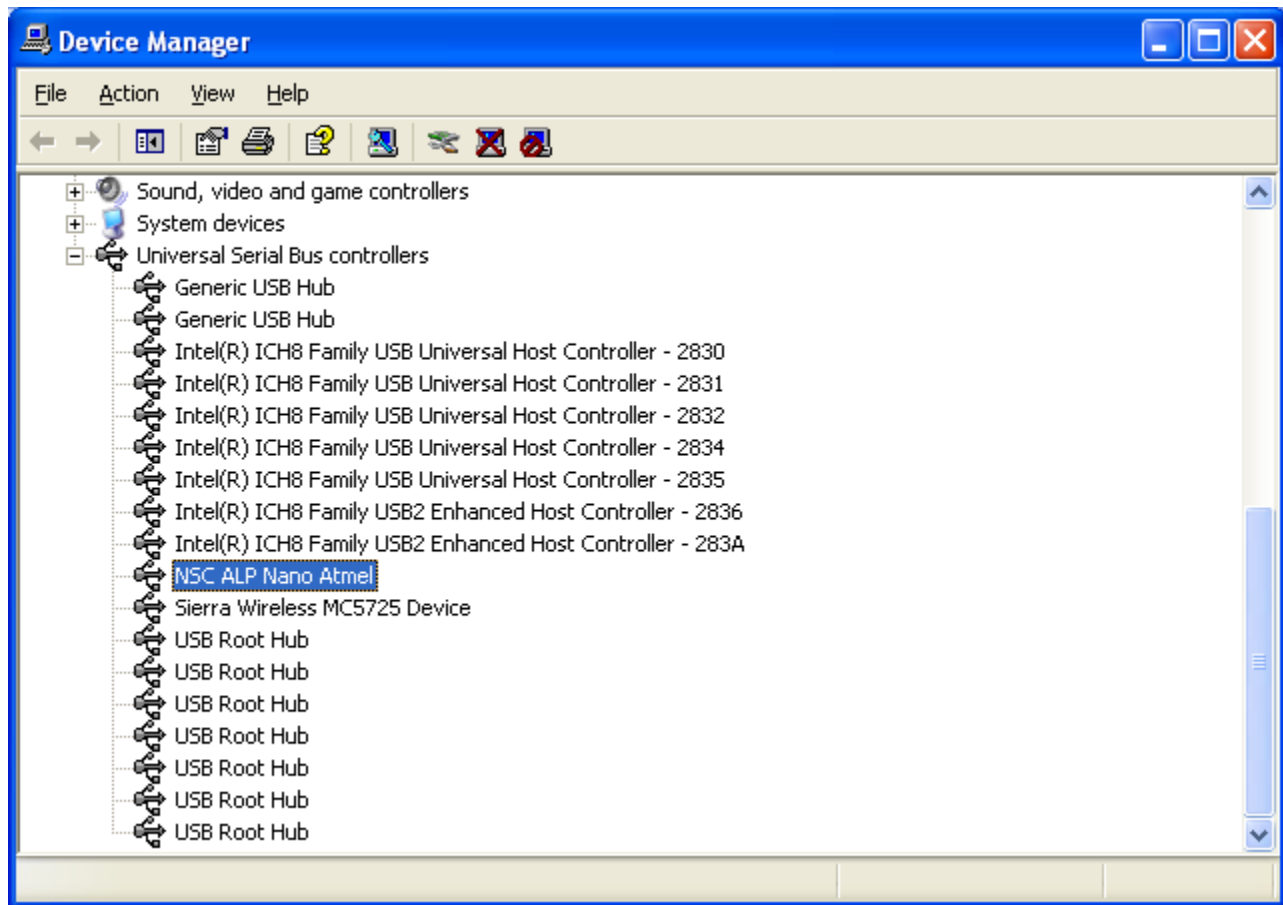 Device Manager
File Action View Help
Sound, video and game controllers
System devices
Universal Serial Bus controllers
Generic USB Hub
Generic USB Hub
Intel(R) ICH8 Family USB Universal Host Controller - 2830
Intel(R) ICH8 Family USB Universal Host Controller - 2831
Intel(R) ICH8 Family USB Universal Host Controller - 2832
Intel(R) ICH8 Family USB Universal Host Controller - 2834
Intel(R) ICH8 Family USB Universal Host Controller - 2835
Intel(R) ICH8 Family USB2 Enhanced Host Controller - 2836
Intel(R) ICH8 Family USB2 Enhanced Host Controller - 283A
NSC ALP Nano Atmel
Sierra Wireless MC5725 Device
USB Root Hub
USB Root Hub
USB Root Hub
USB Root Hub
USB Root Hub
USB Root Hub
USB Root Hub